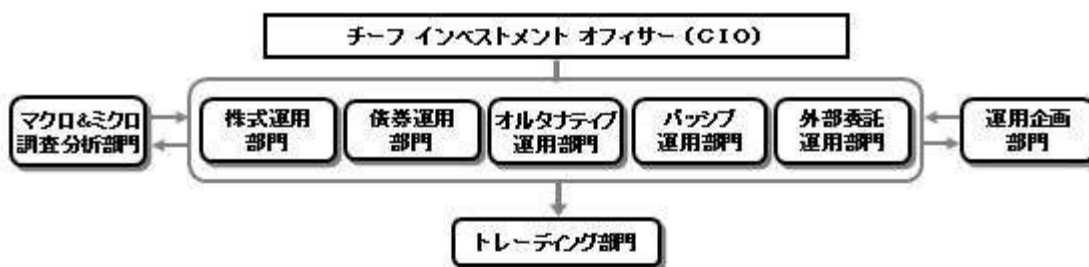 チーフ インベストメント オフィサー (CIO)
マクロ&ミクロ
調査分析部門
株式運用
部門
債券運用
部門
オルタナティブ
運用部門
パッシブ
運用部門
外部委託
運用部門
運用企画
部門
トレーディング部門